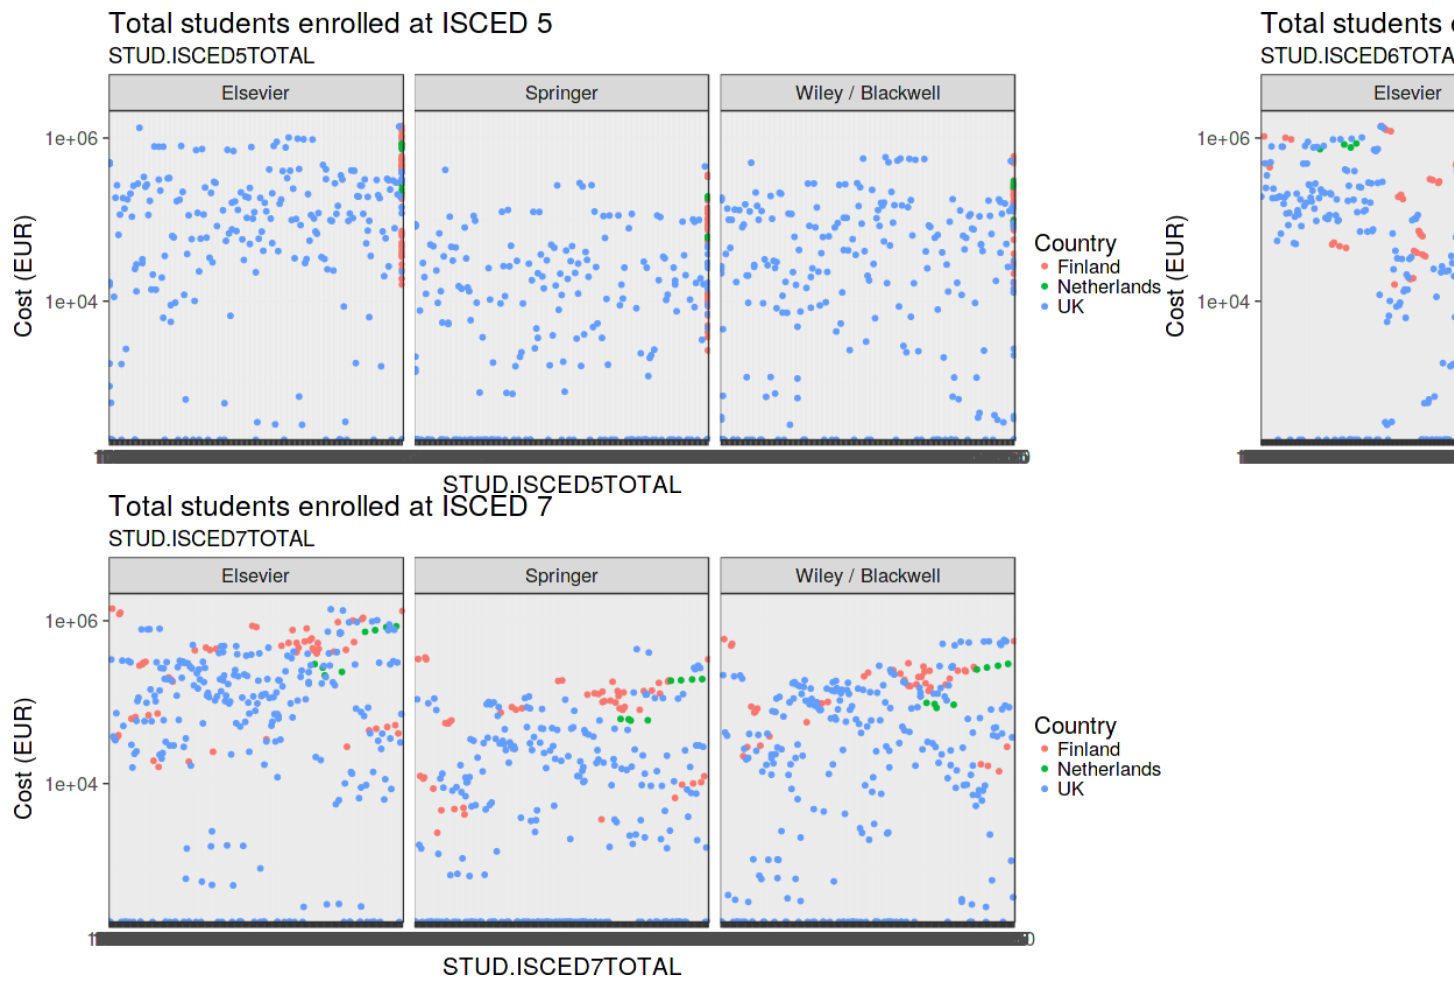 Total students enrolled at ISCED 5
STUD.ISCED5TOTAL
Elsevier
Springer
Wiley / Blackwell
1e+06
1e+04
Cost (EUR)
STUD.ISCED5TOTAL
Country
Finland
Netherlands
UK
Total students
STUD.ISCED6TOTA
Elsevier
1e+06
1e+04
Cost (EUR)
Total students enrolled at ISCED 7
STUD.ISCED7TOTAL
Elsevier
Springer
Wiley / Blackwell
1e+06
1e+04
Cost (EUR)
STUD.ISCED7TOTAL
Country
Finland
Netherlands
UK